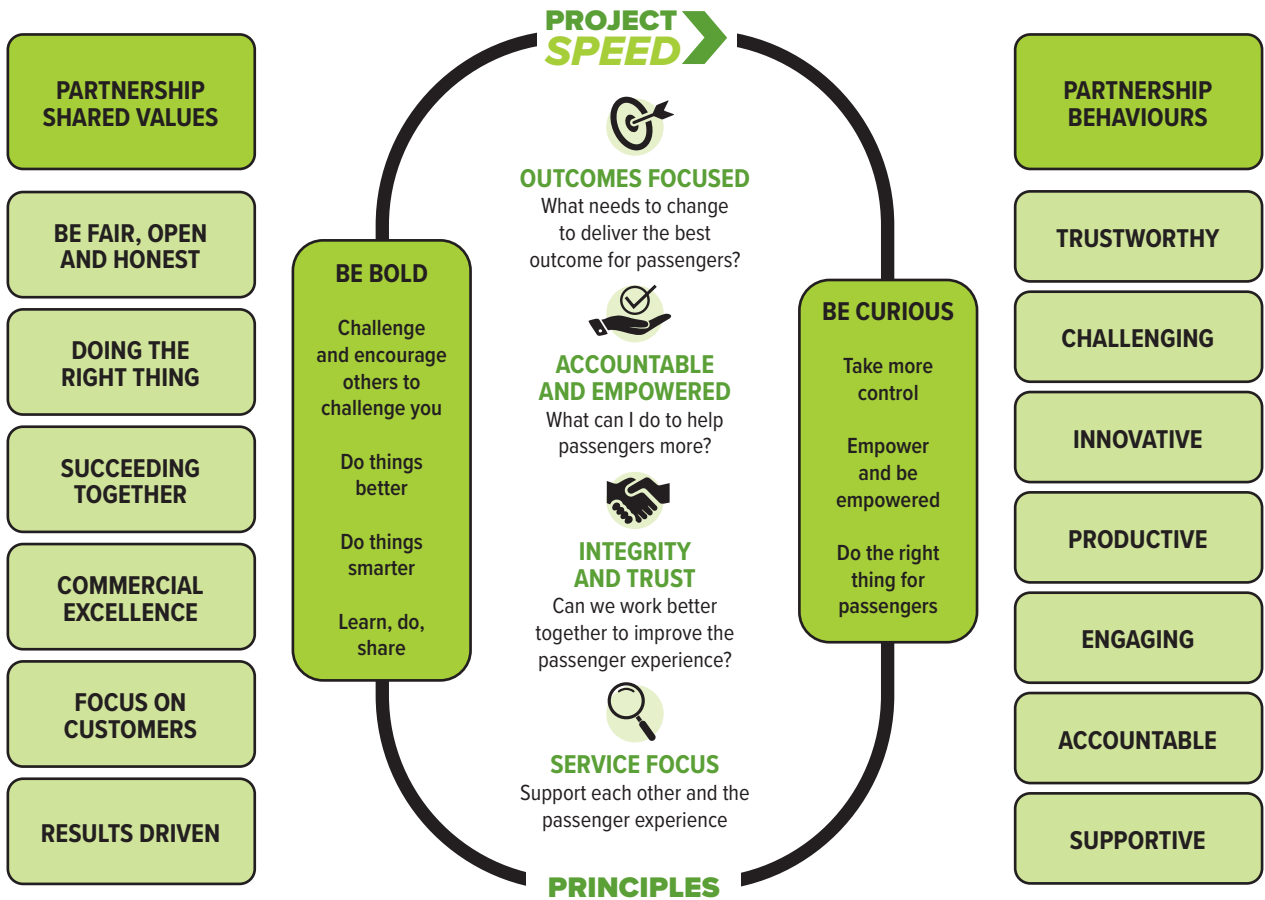 PROJECT
SPEED
PARTNERSHIP
SHARED VALUES
BE FAIR, OPEN
AND HONEST
DOING THE
RIGHT THING
SUCCEEDING
TOGETHER
COMMERCIAL
EXCELLENCE
FOCUS ON
CUSTOMERS
RESULTS DRIVEN
BE BOLD
Challenge
and encourage
others to
challenge you
Do things
better
Do things
smarter
Learn, do,
share
OUTCOMES FOCUSED
What needs to change
to deliver the best
outcome for passengers?
ACCOUNTABLE
AND EMPOWERED
What can I do to help
passengers more?
INTEGRITY
AND TRUST
Can we work better
together to improve the
passenger experience?
SERVICE FOCUS
Support each other and the
passenger experience
PRINCIPLES
BE CURIOUS
Take more
control
Empower
and be
empowered
Do the right
thing for
passengers
PARTNERSHIP
BEHAVIOURS
TRUSTWORTHY
CHALLENGING
INNOVATIVE
PRODUCTIVE
ENGAGING
ACCOUNTABLE
SUPPORTIVE